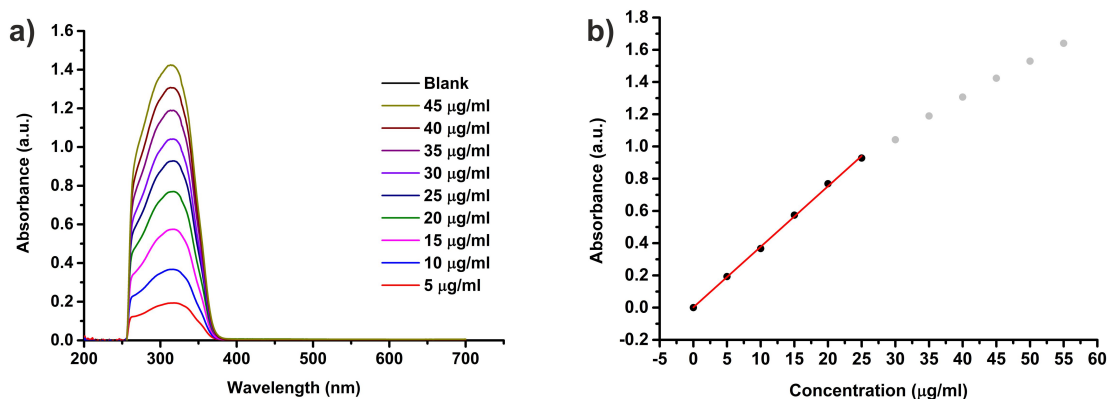 a)
Absorbance (a.u.)
1.6
1.4
1.2
1.0
0.8
0.6
0.4
0.2
0.0
200 300 400 500 600 700
Wavelength (nm)
Blank
45 μg/ml
40 μg/ml
35 μg/ml
30 μg/ml
25 μg/ml
20 μg/ml
15 μg/ml
10 μg/ml
5 μg/ml
b)
Absorbance (a.u.)
1.8
1.6
1.4
1.2
1.0
0.8
0.6
0.4
0.2
0.0
-0.2
-5 0 5 10 15 20 25 30 35 40 45 50 55 60
Concentration (μg/ml)